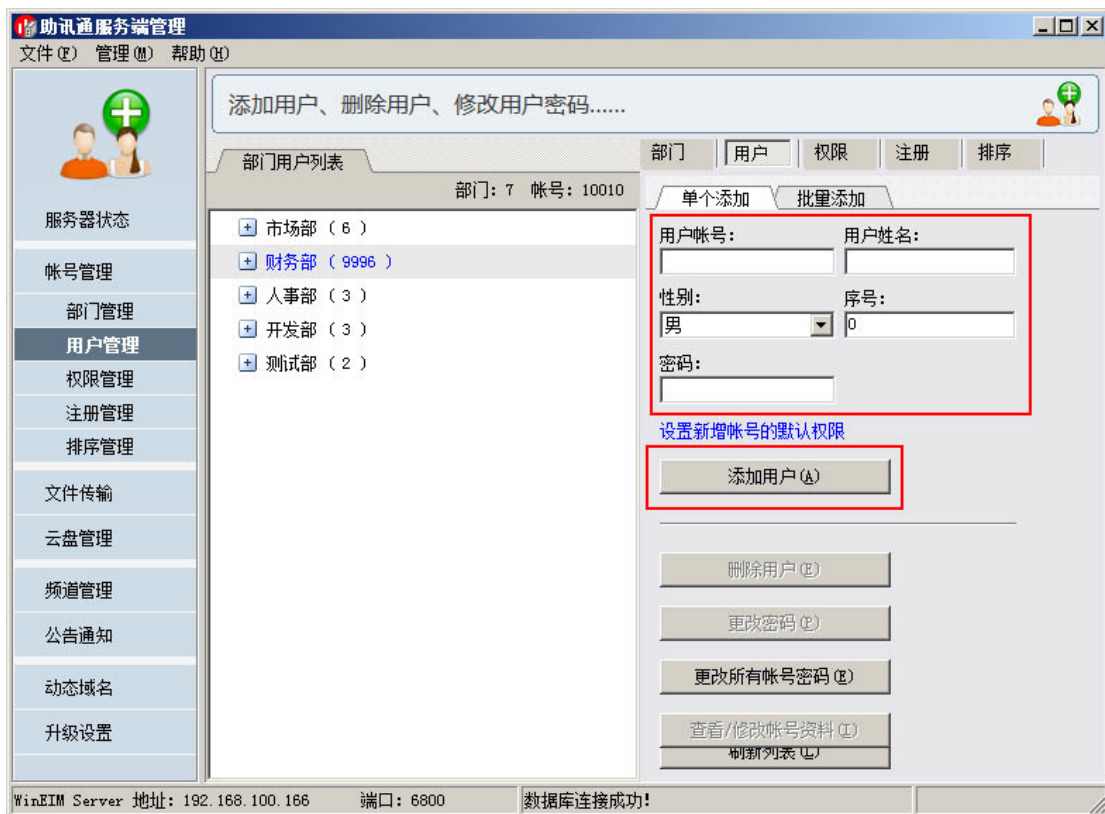 助讯通服务端管理
文件(F) 管理(M) 帮助(H)
添加用户、删除用户、修改用户密码......
服务器状态
帐号管理
部门管理
用户管理
权限管理
注册管理
排序管理
文件传输
云盘管理
频道管理
公告通知
动态域名
升级设置
部门用户列表
部门: 7 帐号: 10010
市场部 ( 6 )
财务部 ( 9996 )
人事部 ( 3 )
开发部 ( 3 )
测试部 ( 2 )
部门 用户 权限 注册 排序
单个添加 批里添加
用户帐号: 用户姓名:
性别: 序号:
男 0
密码:
设置新增帐号的默认权限
添加用户(A)
删除用户(E)
更改密码(P)
更改所有帐号密码(E)
查看/修改帐号资料(I)
刷新列表(L)
WinEIM Server 地址: 192.168.100.166 端口: 6800 数据库连接成功!